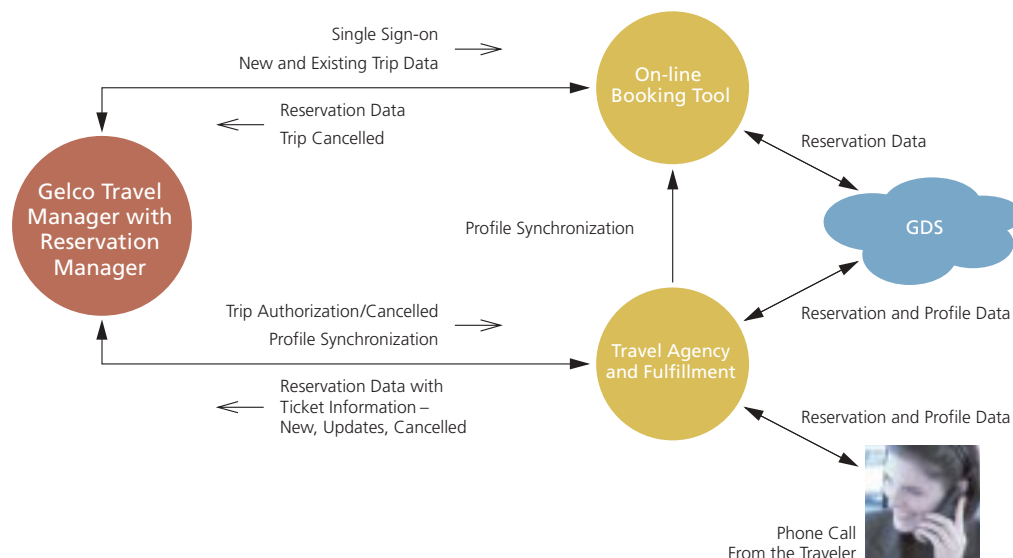 Single Sign-on
New and Existing Trip Data
Reservation Data
Trip Cancelled
On-line
Booking Tool
Reservation Data
Gelco Travel
Manager with
Reservation
Manager
Profile Synchronization
GDS
Trip Authorization/Cancelled
Profile Synchronization
Reservation and Profile Data
Travel Agency
and Fulfillment
Reservation Data with
Ticket Information –
New, Updates, Cancelled
Reservation and Profile Data
Phone Call
From the Traveler